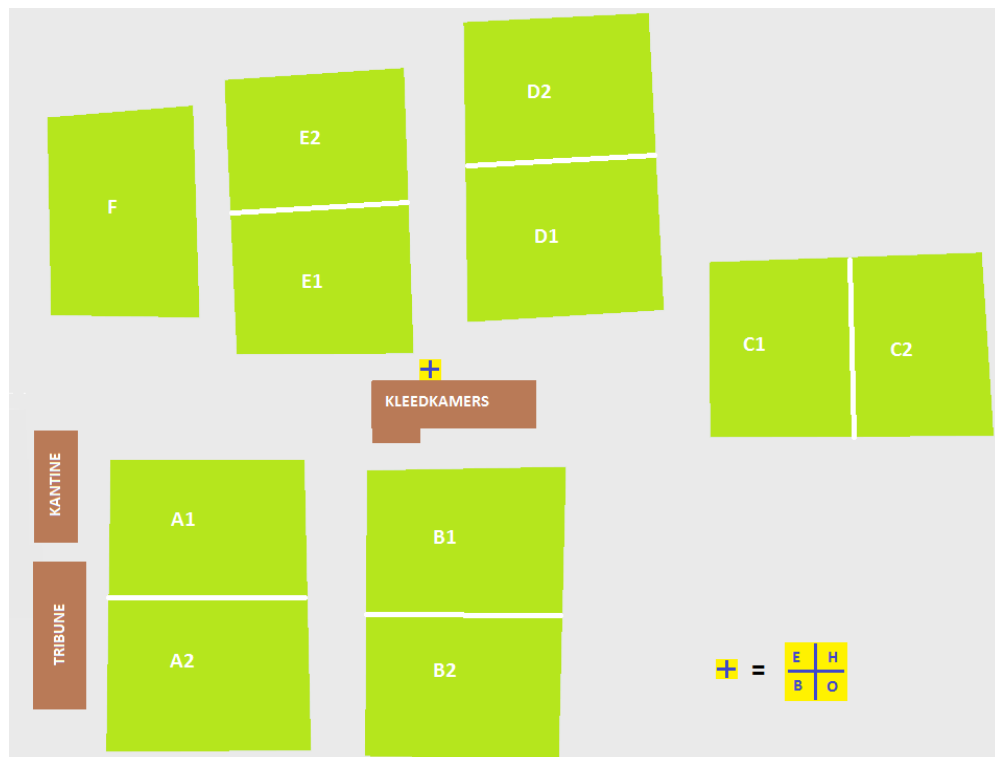 D2
E2
F
D1
E1
C1
C2
KLEEDKAMERS
KANTINE
A1
B1
TRIBUNE
A2
B2
+ = E H
B O